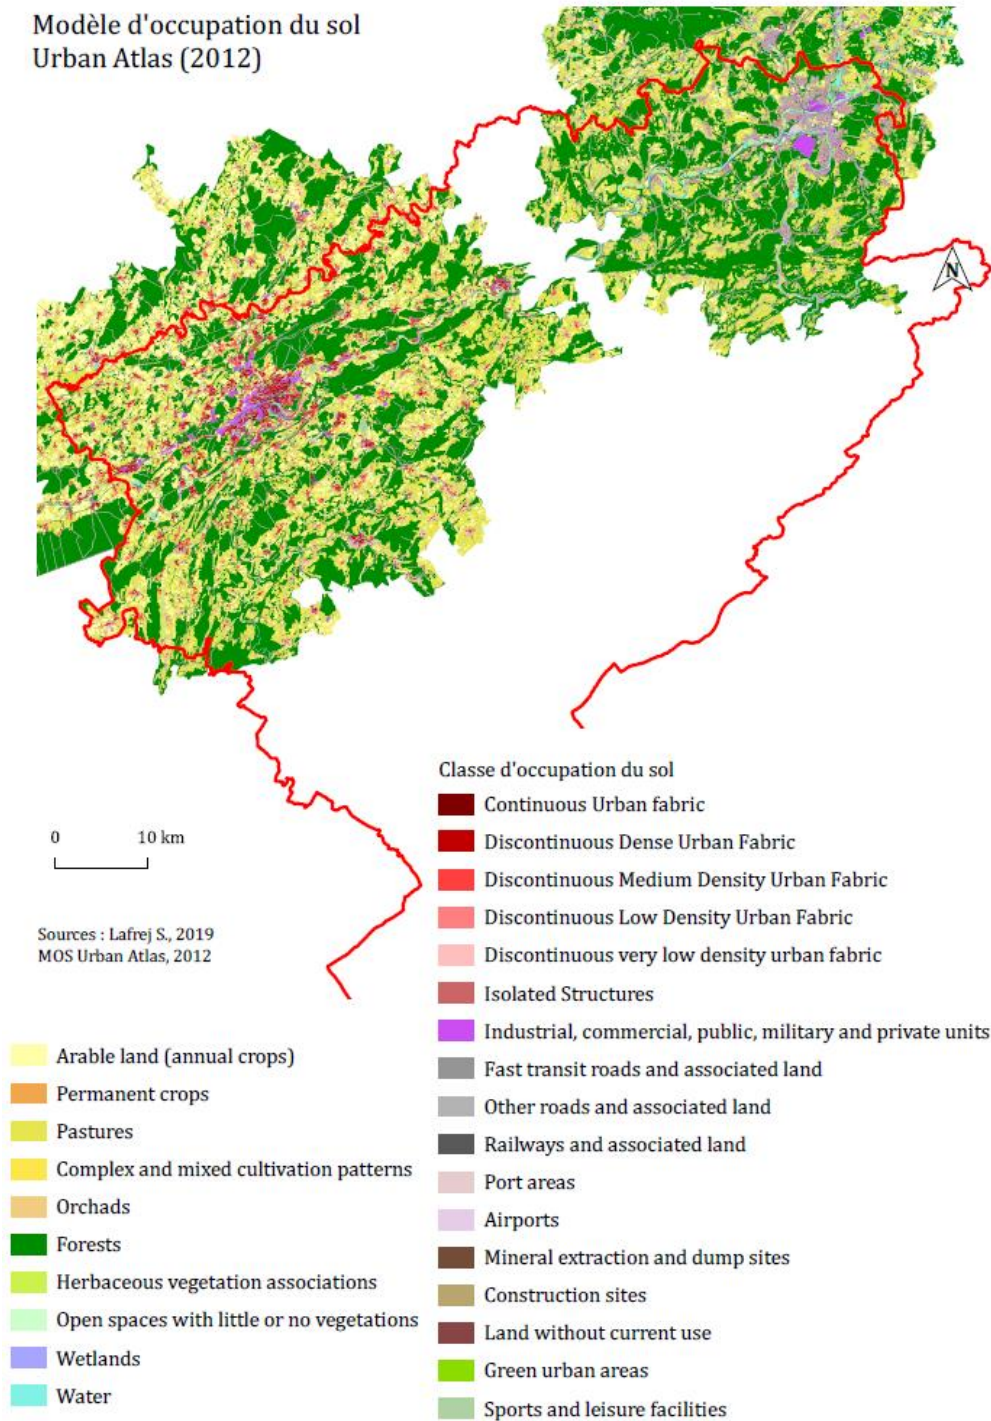 Modèle d'occupation du sol
Urban Atlas (2012)
N
0 10 km
Sources : Lafrej S., 2019
MOS Urban Atlas, 2012
Classe d'occupation du sol
Continuous Urban fabric
Discontinuous Dense Urban Fabric
Discontinuous Medium Density Urban Fabric
Discontinuous Low Density Urban Fabric
Discontinuous very low density urban fabric
Isolated Structures
Industrial, commercial, public, military and private units
Fast transit roads and associated land
Other roads and associated land
Railways and associated land
Port areas
Airports
Mineral extraction and dump sites
Construction sites
Land without current use
Green urban areas
Sports and leisure facilities
Arable land (annual crops)
Permanent crops
Pastures
Complex and mixed cultivation patterns
Orchads
Forests
Herbaceous vegetation associations
Open spaces with little or no vegetations
Wetlands
Water